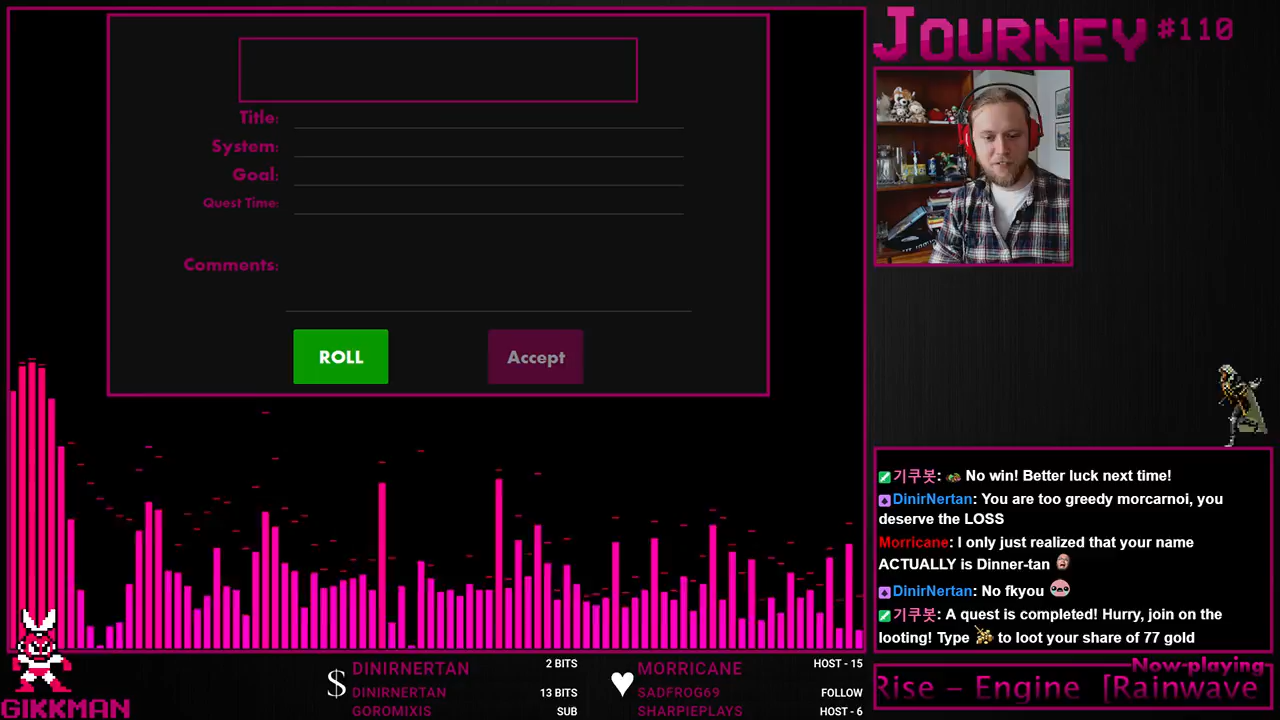 JOURNEY #110
Title:
System:
Goal:
Quest Time:
Comments:
ROLL
Accept
기쿠봇: No win! Better luck next time!
DinirNertan: You are too greedy morcarnoi, you
deserve the LOSS
Morricane: I only just realized that your name
ACTUALLY is Dinner-tan
DinirNertan: No fkyou
기쿠봇: A quest is completed! Hurry, join on the
looting! Type to loot your share of 77 gold
GIKKMAN
$ DINIRNERTAN 2 BITS
DINIRNERTAN 13 BITS
GOROMIXIS SUB
MORRICANE HOST - 15
SADFROG69 FOLLOW
SHARPIEPLAYS HOST - 6
Now-playing
Rise - Engine [Rainwave